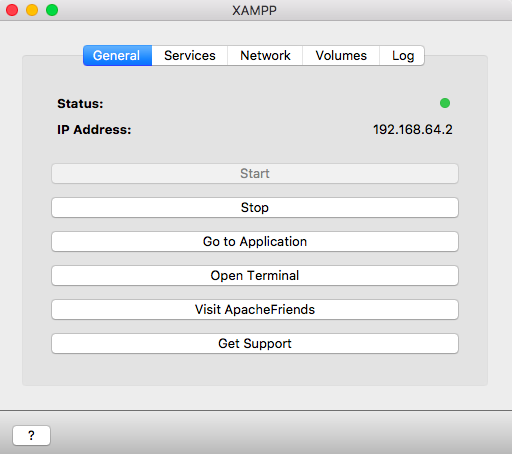 XAMPP
General Services Network Volumes Log
Status:
IP Address: 192.168.64.2
Start
Stop
Go to Application
Open Terminal
Visit ApacheFriends
Get Support
?